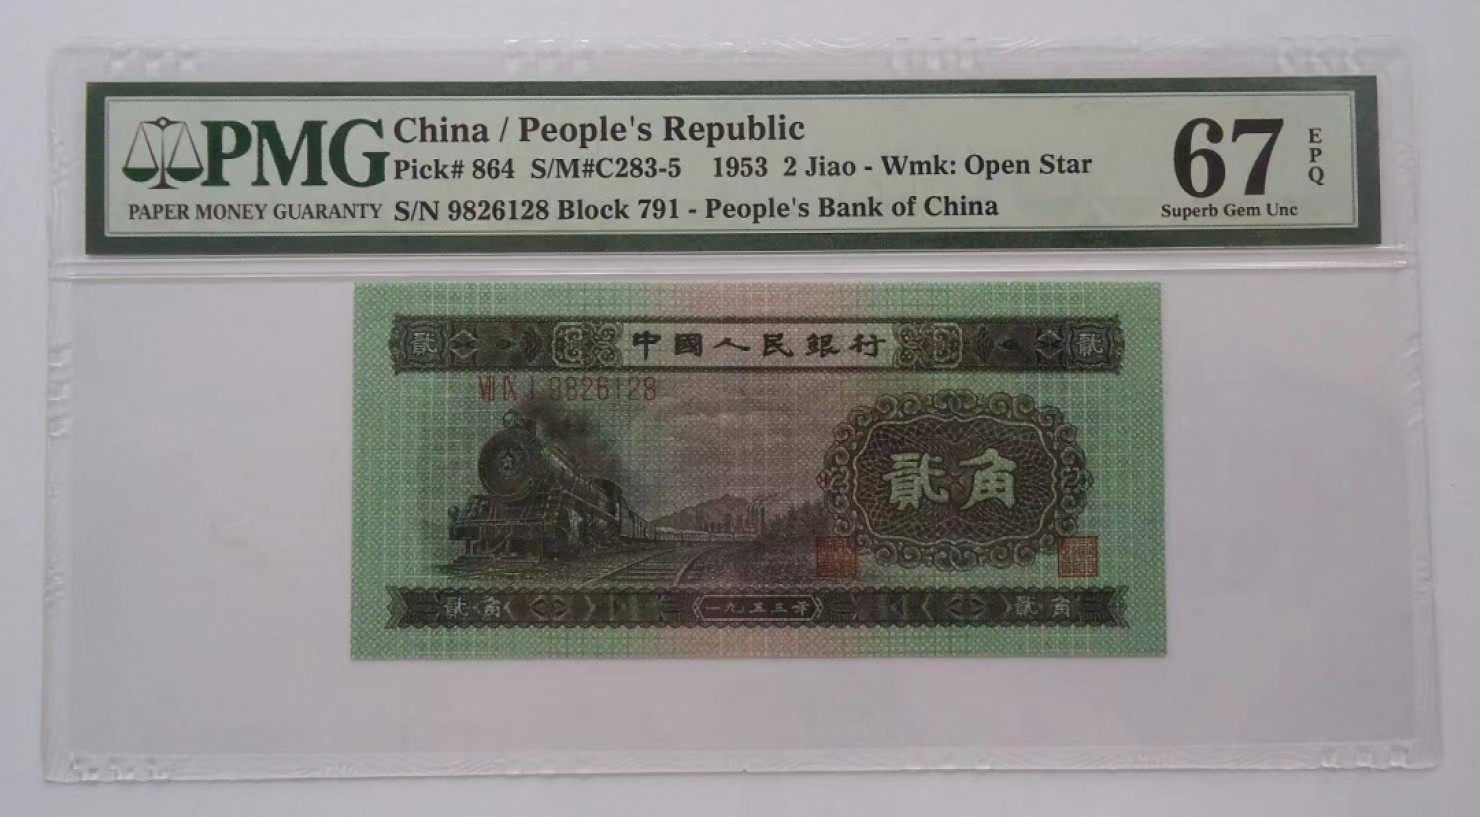 PMG
PAPER MONEY GUARANTY
China / People's Republic
Pick# 864 S/M#C283-5 1953 2 Jiao - Wmk: Open Star
S/N 9826128 Block 791 - People's Bank of China
67 EPQ
Superb Gem Unc
貳 中國人民銀行 貳
Ⅶ Ⅸ Ⅰ 9826128
貳角
貳角 一九五三年 貳角